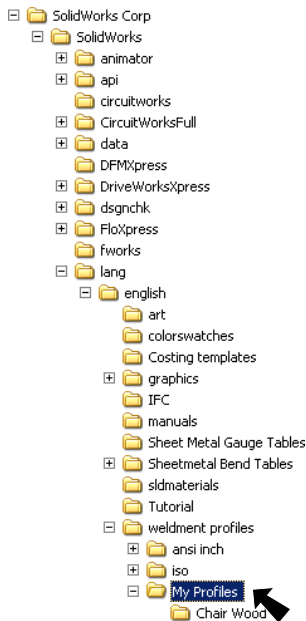 SolidWorks Corp
SolidWorks
animator
api
circuitworks
CircuitWorksFull
data
DFMXpress
DriveWorksXpress
dsgnchk
FloXpress
fworks
lang
english
art
colorswatches
Costing templates
graphics
IFC
manuals
Sheet Metal Gauge Tables
Sheetmetal Bend Tables
sldmaterials
Tutorial
weldment profiles
ansi inch
iso
My Profiles
Chair Wood